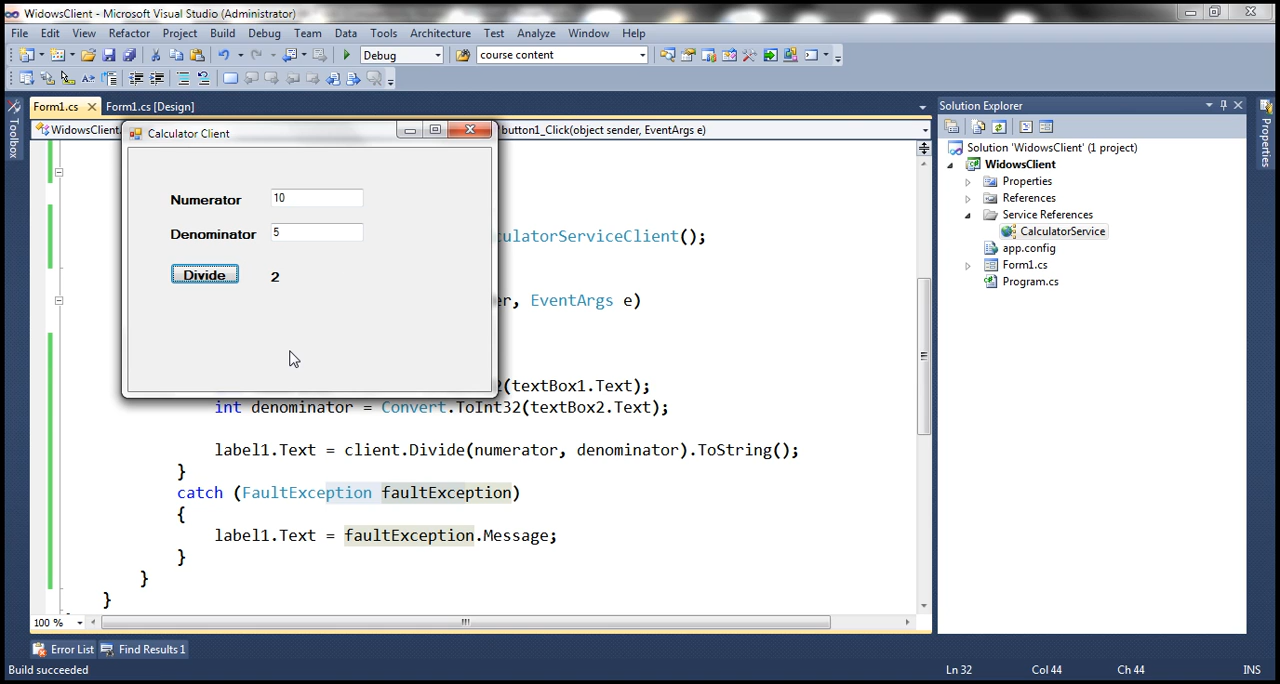 WidowsClient - Microsoft Visual Studio (Administrator)
File Edit View Refactor Project Build Debug Team Data Tools Architecture Test Analyze Window Help
Debug course content
Form1.cs Form1.cs [Design]
WidowsClient. button1_Click(object sender, EventArgs e)
Toolbox
Calculator Client
Numerator 10
Denominator 5
Divide 2
culatorServiceClient();
er, EventArgs e)
2(textBox1.Text);
int denominator = Convert.ToInt32(textBox2.Text);
label1.Text = client.Divide(numerator, denominator).ToString();
}
catch (FaultException faultException)
{
label1.Text = faultException.Message;
}
}
}
100 %
Solution Explorer
Solution 'WidowsClient' (1 project)
WidowsClient
Properties
References
Service References
CalculatorService
app.config
Form1.cs
Program.cs
Properties
Error List Find Results 1
Build succeeded Ln 32 Col 44 Ch 44 INS